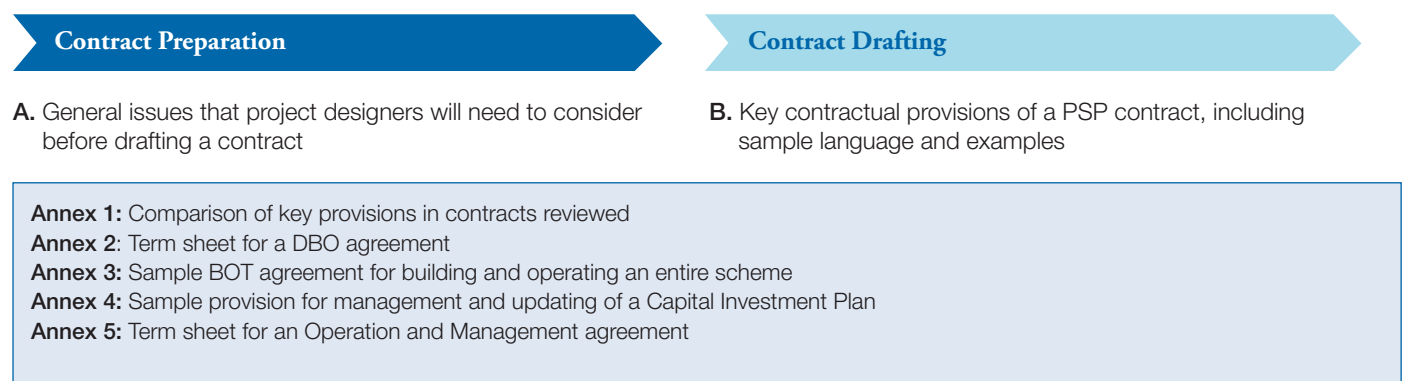 Contract Preparation
Contract Drafting
A. General issues that project designers will need to consider
before drafting a contract
B. Key contractual provisions of a PSP contract, including
sample language and examples
Annex 1: Comparison of key provisions in contracts reviewed
Annex 2: Term sheet for a DBO agreement
Annex 3: Sample BOT agreement for building and operating an entire scheme
Annex 4: Sample provision for management and updating of a Capital Investment Plan
Annex 5: Term sheet for an Operation and Management agreement